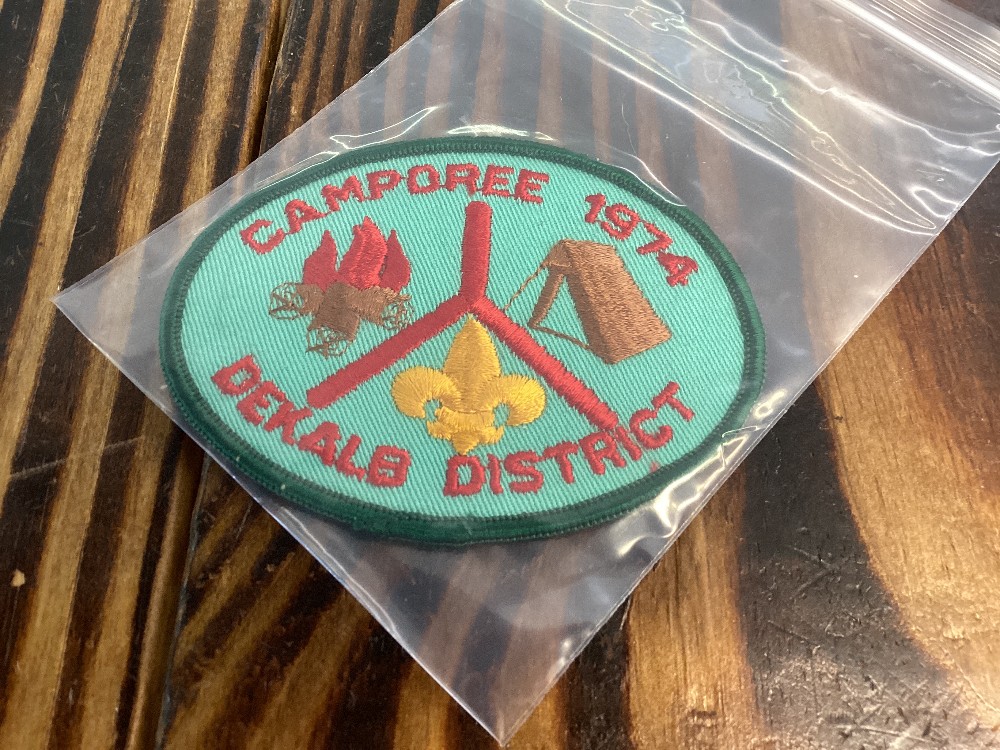 CAMPOREE 1974
DEKALB DISTRICT